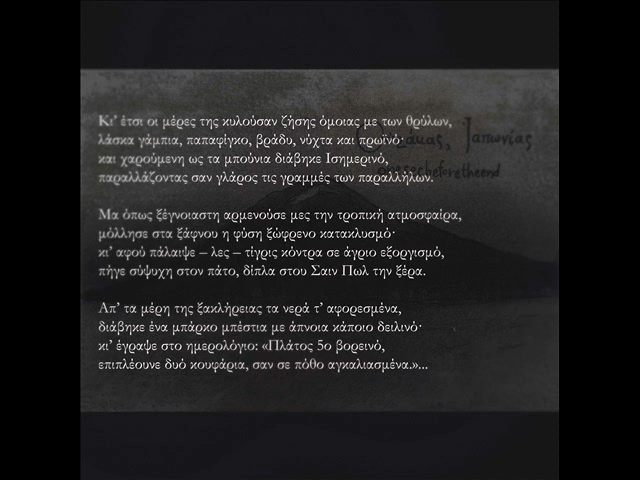 Κι' έτσι οι μέρες της κυλούσαν ζήσης όμοιας με των θρύλων,
λάσκα γάμπια, παπαφίγκο, βράδυ, νύχτα και πρωϊνό·
και χαρούμενη ως τα μπούνια διάβηκε Ισημερινό,
παραλλάζοντας σαν γλάρος τις γραμμές των παραλλήλων.
Μα όπως ξέγνοιαστη αρμενούσε μες την τροπική ατμοσφαίρα,
μόλλησε στα ξάφνου η φύση ξώφρενο κατακλυσμό·
κι' αφού πάλαιψε – λες – τίγρις κόντρα σε άγριο εξοργισμό,
πήγε σύψυχη στον πάτο, δίπλα στου Σαιν Πωλ την ξέρα.
Απ' τα μέρη της ξακλήρειας τα νερά τ' αφορεσμένα,
διάβηκε ένα μπάρκο μπέστια με άπνοια κάποιο δειλινό·
κι' έγραψε στο ημερολόγιο: «Πλάτος 5ο βορεινό,
επιπλέουνε δυό κουφάρια, σαν σε πόθο αγκαλιασμένα.»...
Ιαπωνίας